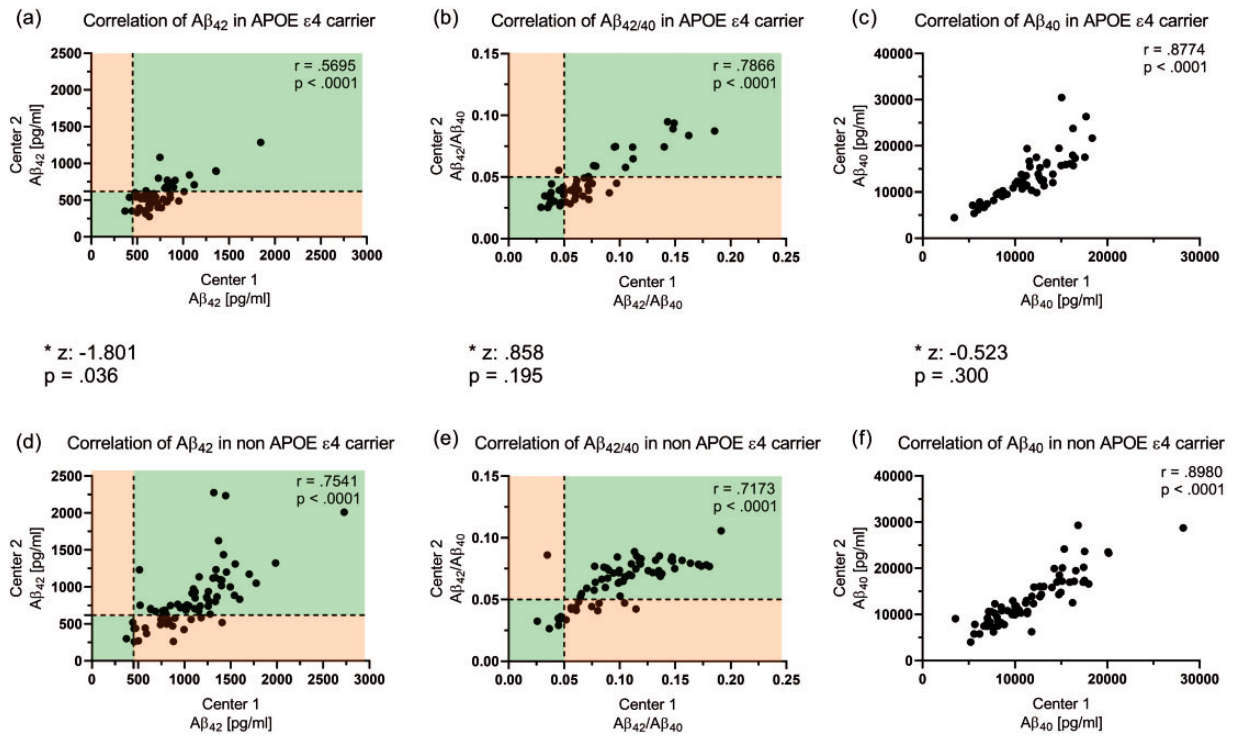 (a) Correlation of Aβ42 in APOE ε4 carrier
r = .5695
p < .0001
2500
2000
1500
1000
500
0
Center 2
Aβ42 [pg/ml]
0 500 1000 1500 2000 2500 3000
Center 1
Aβ42 [pg/ml]
(b) Correlation of Aβ42/40 in APOE ε4 carrier
r = .7866
p < .0001
0.15
0.10
0.05
0.00
Center 2
Aβ42/Aβ40
0.00 0.05 0.10 0.15 0.20 0.25
Center 1
Aβ42/Aβ40
(c) Correlation of Aβ40 in APOE ε4 carrier
r = .8774
p < .0001
40000
30000
20000
10000
0
Center 2
Aβ40 [pg/ml]
0 10000 20000 30000
Center 1
Aβ40 [pg/ml]
* z: -1.801
p = .036
* z: .858
p = .195
* z: -0.523
p = .300
(d) Correlation of Aβ42 in non APOE ε4 carrier
r = .7541
p < .0001
2500
2000
1500
1000
500
0
Center 2
Aβ42 [pg/ml]
0 500 1000 1500 2000 2500 3000
Center 1
Aβ42 [pg/ml]
(e) Correlation of Aβ42/40 in non APOE ε4 carrier
r = .7173
p < .0001
0.15
0.10
0.05
0.00
Center 2
Aβ42/Aβ40
0.00 0.05 0.10 0.15 0.20 0.25
Center 1
Aβ42/Aβ40
(f) Correlation of Aβ40 in non APOE ε4 carrier
r = .8980
p < .0001
40000
30000
20000
10000
0
Center 2
Aβ40 [pg/ml]
0 10000 20000 30000
Center 1
Aβ40 [pg/ml]